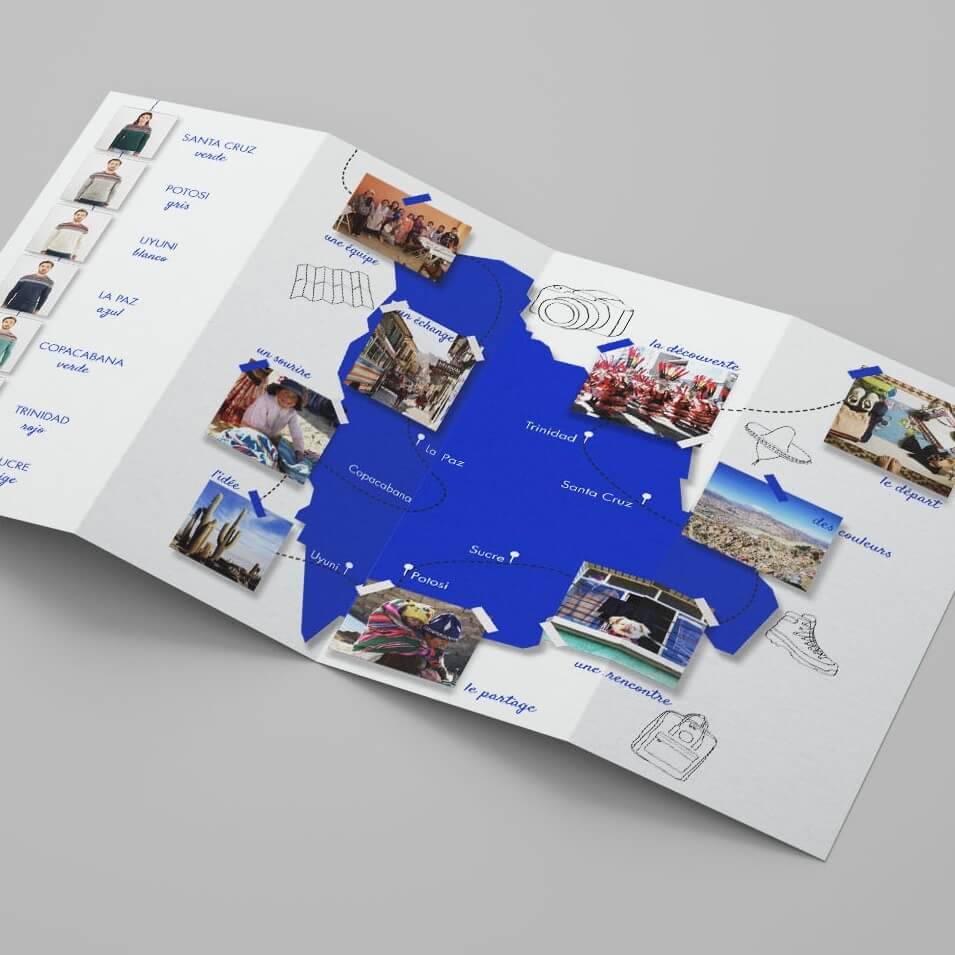 SANTA CRUZ
verde
POTOSI
gris
UYUNI
blanco
LA PAZ
azul
COPACABANA
verde
TRINIDAD
rojo
UCRE
ige
une équipe
un échange
un sourire
l'idée
la découverte
le départ
des couleurs
une rencontre
le partage
Trinidad
La Paz
Copacabana
Santa Cruz
Sucre
Uyuni
Potosi